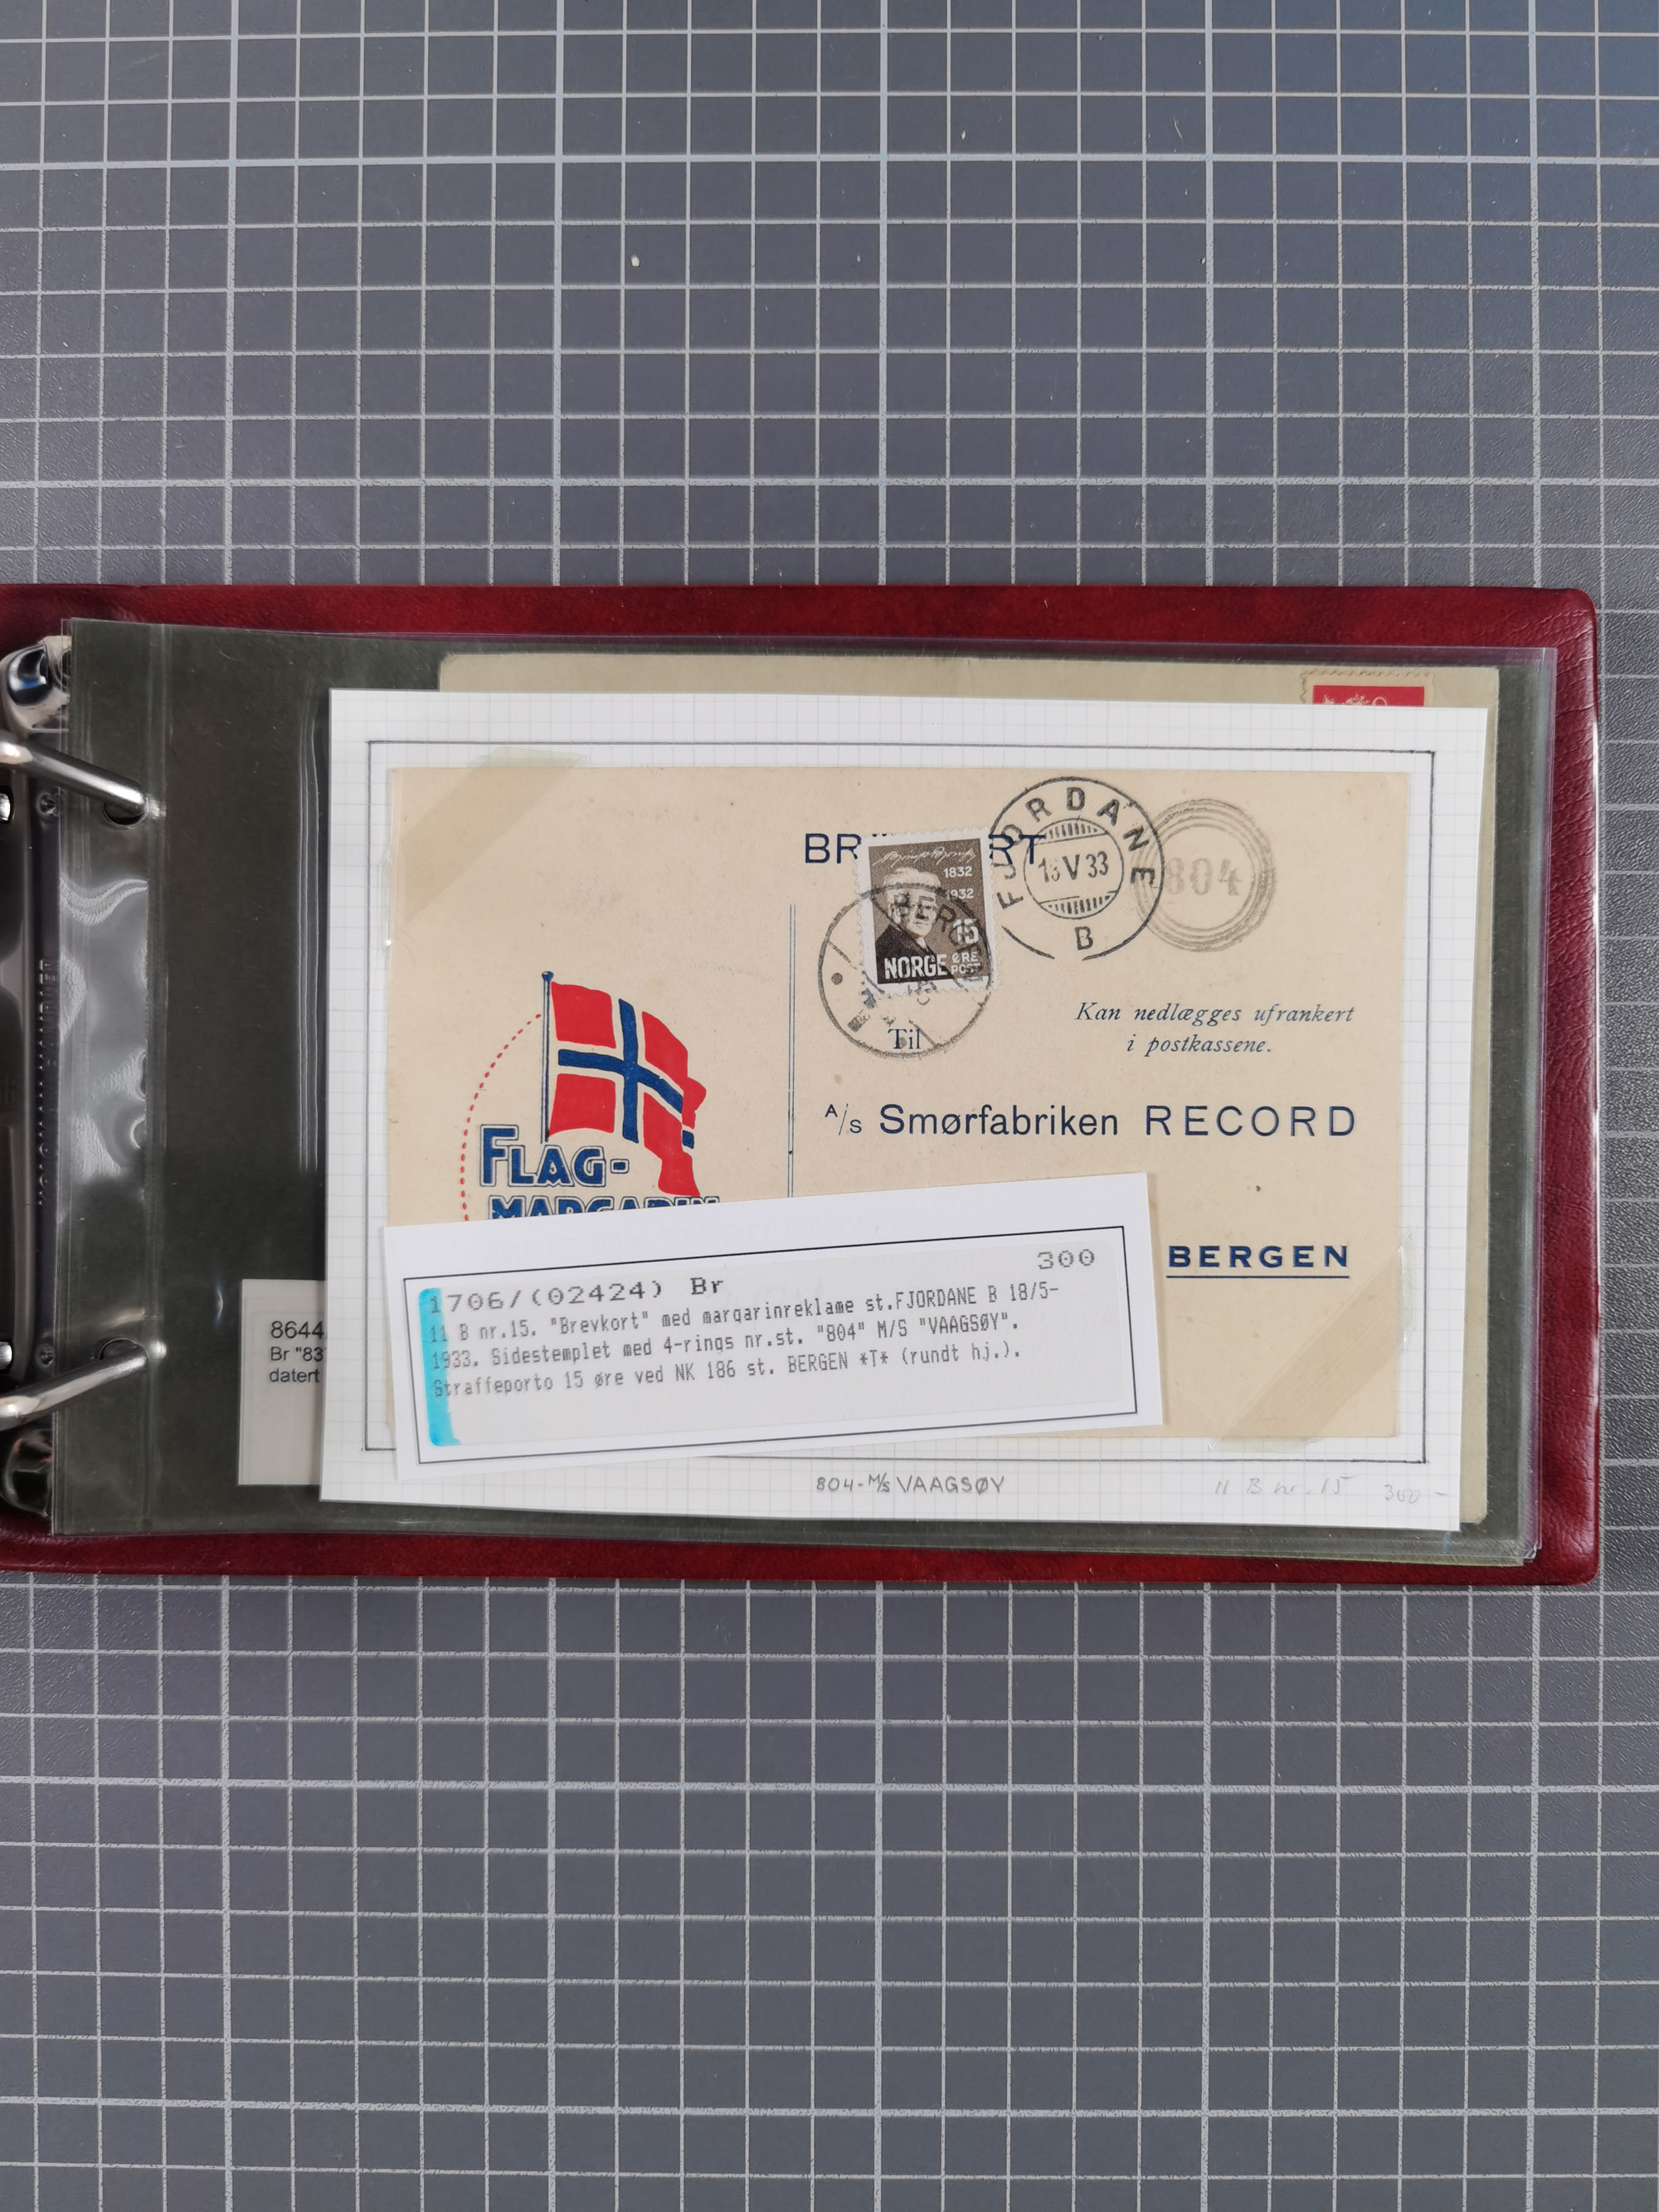 FJORDANE
18 V 33
B
804
1832
1932
15
NORGE ØRE
POST
BERGEN
Til
Kan nedlægges ufrankert
i postkassene.
A/s Smørfabriken RECORD
BERGEN
FLAG-
MARGARIN
300
1706/(02424) Br
11 B nr.15. "Brevkort" med margarinreklame st.FJORDANE B 18/5-
1933. Sidestemplet med 4-rings nr.st. "804" M/S "VAAGSØY".
Straffeporto 15 øre ved NK 186 st. BERGEN *T* (rundt hj.).
8644
Br "83
datert
804-M/s VAAGSØY
11 B nr. 15 300-